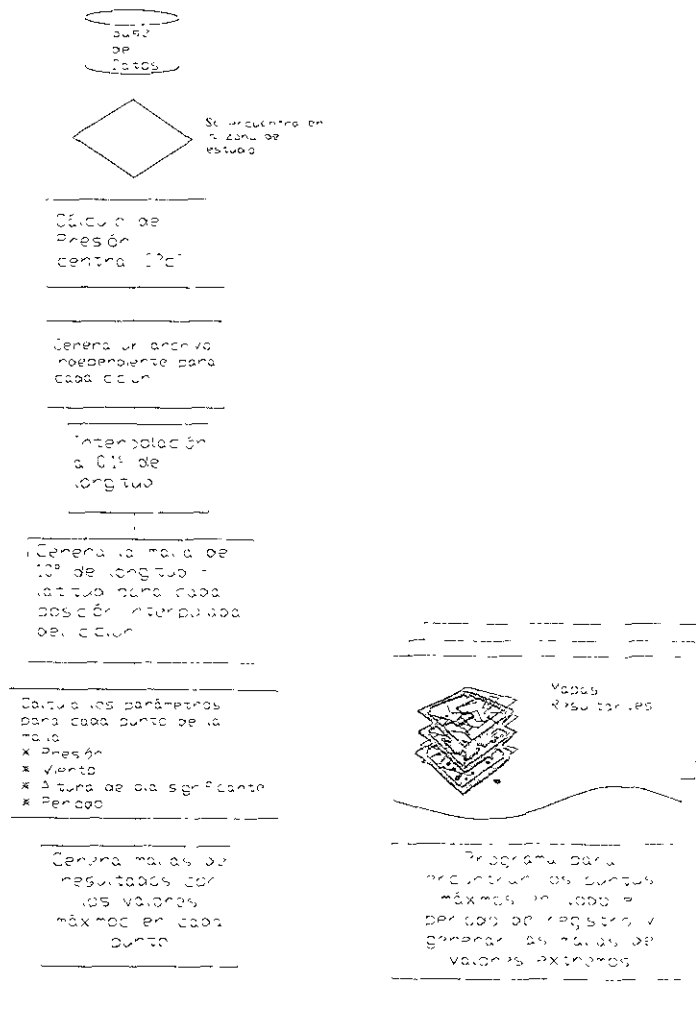 Base
de
Datos
Se encuentra en
la zona de
estudio
Cálculo de
Presión
central "Pc"
Genera un archivo
independiente para
cada ciclón
Interpolación
a 0.1° de
longitud
Genera la malla de
10° de longitud y
latitud para cada
posición interpolada
del ciclón
Calcula los parámetros
para cada punto de la
malla
* Presión
* Viento
* Altura de ola significante
* Periodo
Genera mallas de
resultados con
los valores
máximos en cada
punto
Mapas
Resultantes
Programa para
encontrar los puntos
máximos en todo el
periodo de registro y
generar las mallas de
valores extremos